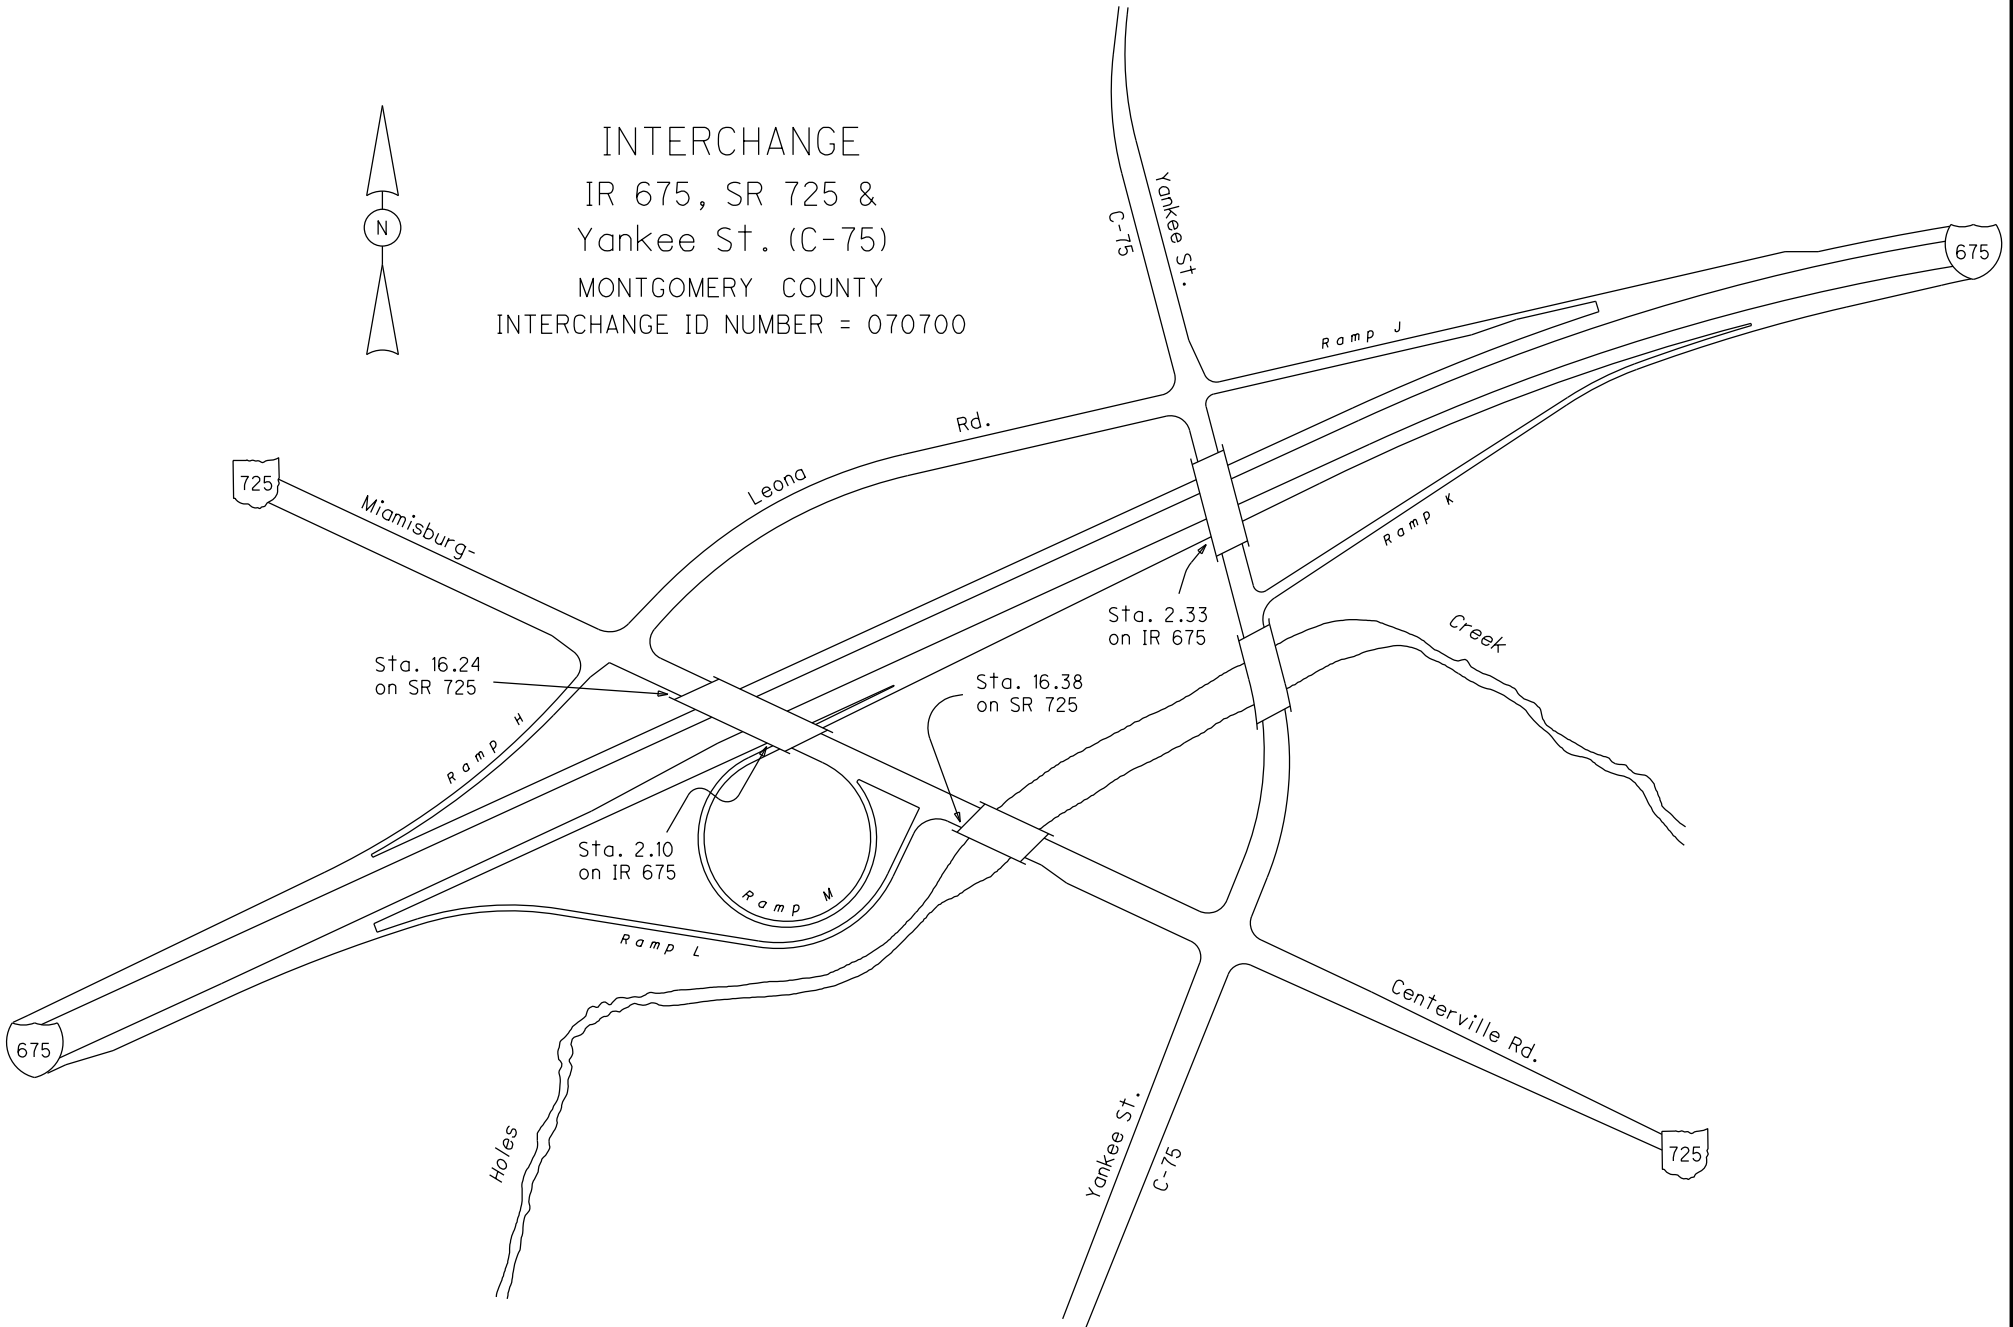 INTERCHANGE
IR 675, SR 725 &
Yankee St. (C-75)
MONTGOMERY COUNTY
INTERCHANGE ID NUMBER = 070700
N
Yankee St.
C-75
675
Ramp J
Rd.
Leona
725
Miamisburg-
Ramp K
Sta. 2.33
on IR 675
Creek
Sta. 16.24
on SR 725
Sta. 16.38
on SR 725
Ramp H
Sta. 2.10
on IR 675
Ramp M
Ramp L
Centerville Rd.
675
Holes
Yankee St.
C-75
725